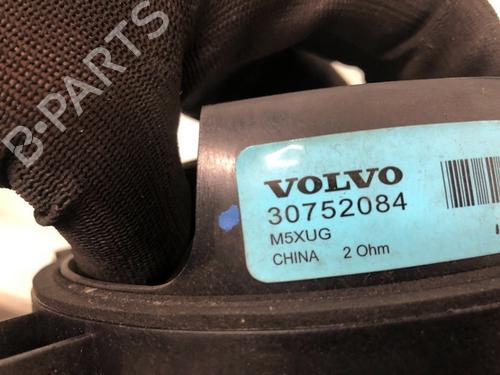 B-PARTS
VOLVO
30752084
M5XUG
CHINA 2 Ohm